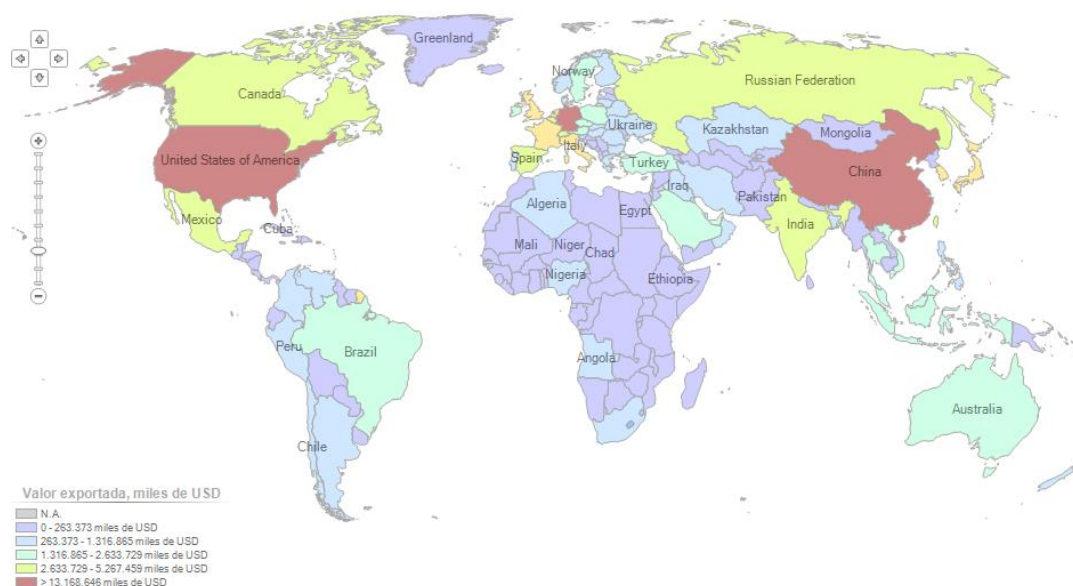 Greenland
Norway
Russian Federation
Canada
Ukraine
Kazakhstan
Mongolia
Italy
United States of America
Spain
Turkey
China
Iraq
Pakistan
Algeria
Egypt
Mexico
India
Cuba
Mali
Niger
Chad
Nigeria
Ethiopia
Peru
Brazil
Angola
Australia
Chile
Valor exportada, miles de USD
N.A.
0 - 263.373 miles de USD
263.373 - 1.316.865 miles de USD
1.316.865 - 2.633.729 miles de USD
2.633.729 - 5.267.459 miles de USD
> 13.168.646 miles de USD